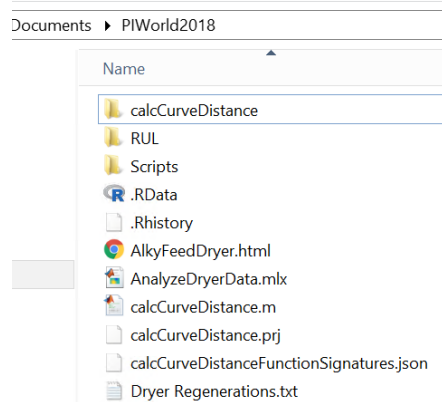 Documents PIWorld2018
Name
calcCurveDistance
RUL
Scripts
.RData
.Rhistory
AlkyFeedDryer.html
AnalyzeDryerData.mlx
calcCurveDistance.m
calcCurveDistance.prj
calcCurveDistanceFunctionSignatures.json
Dryer Regenerations.txt